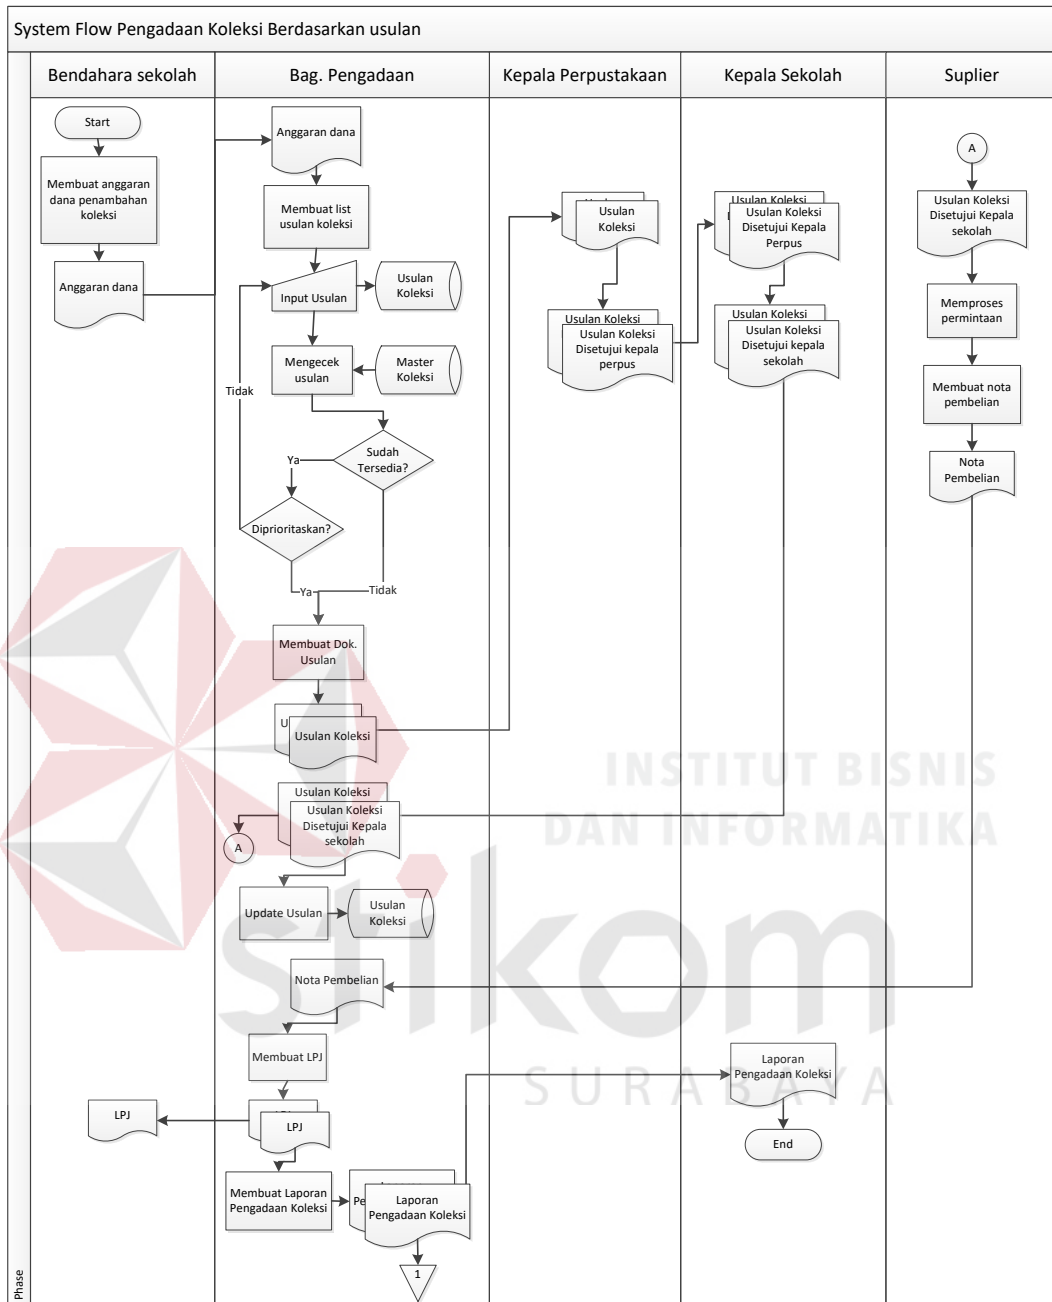 System Flow Pengadaan Koleksi Berdasarkan usulan
Bendahara sekolah
Bag. Pengadaan
Kepala Perpustakaan
Kepala Sekolah
Suplier
Start
Membuat anggaran
dana penambahan
koleksi
Anggaran dana
Anggaran dana
Membuat list
usulan koleksi
Input Usulan
Usulan
Koleksi
Mengecek
usulan
Master
Koleksi
Tidak
Sudah
Tersedia?
Ya
Diprioritaskan?
Ya
Tidak
Membuat Dok.
Usulan
U
Usulan Koleksi
Usulan Koleksi
Usulan Koleksi
Disetujui Kepala
sekolah
A
Update Usulan
Usulan
Koleksi
Nota Pembelian
Membuat LPJ
LPJ
LPJ
Membuat Laporan
Pengadaan Koleksi
Pe
Laporan
Pengadaan Koleksi
1
Usulan
Koleksi
Usulan Koleksi
Usulan Koleksi
Disetujui kepala
perpus
Usulan Koleksi
D
Usulan Koleksi
Disetujui Kepala
Perpus
Usulan Koleksi
D
Usulan Koleksi
Disetujui kepala
sekolah
Laporan
Pengadaan Koleksi
End
A
Usulan Koleksi
Disetujui Kepala
sekolah
Memproses
permintaan
Membuat nota
pembelian
Nota
Pembelian
Phase
INSTITUT BISNIS
DAN INFORMATIKA
stikom
SURABAYA